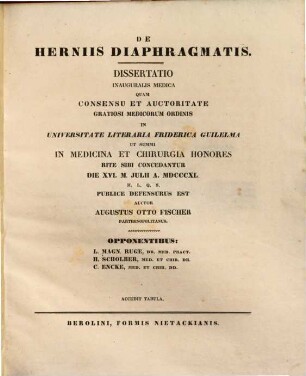 DE
HERNIIS DIAPHRAGMATIS.
DISSERTATIO
INAUGURALIS MEDICA
QUAM
CONSENSU ET AUCTORITATE
GRATIOSI MEDICORUM ORDINIS
IN
UNIVERSITATE LITERARIA FRIDERICA GUILELMA
UT SUMMI
IN MEDICINA ET CHIRURGIA HONORES
RITE SIBI CONCEDANTUR
DIE XVI. M. JULII A. MDCCCXL
H. L. Q. S.
PUBLICE DEFENSURUS EST
AUCTOR
AUGUSTUS OTTO FISCHER
PARTHENOPOLITANUS.
OPPONENTIBUS:
L. MAGN. RUGE, DR. MED. PRACT.
H. SCHOLHER, MED. ET CHIR. DD.
C. ENCKE, MED. ET CHIR. DD.
ACCEDIT TABULA.
BEROLINI, FORMIS NIETACKIANIS.